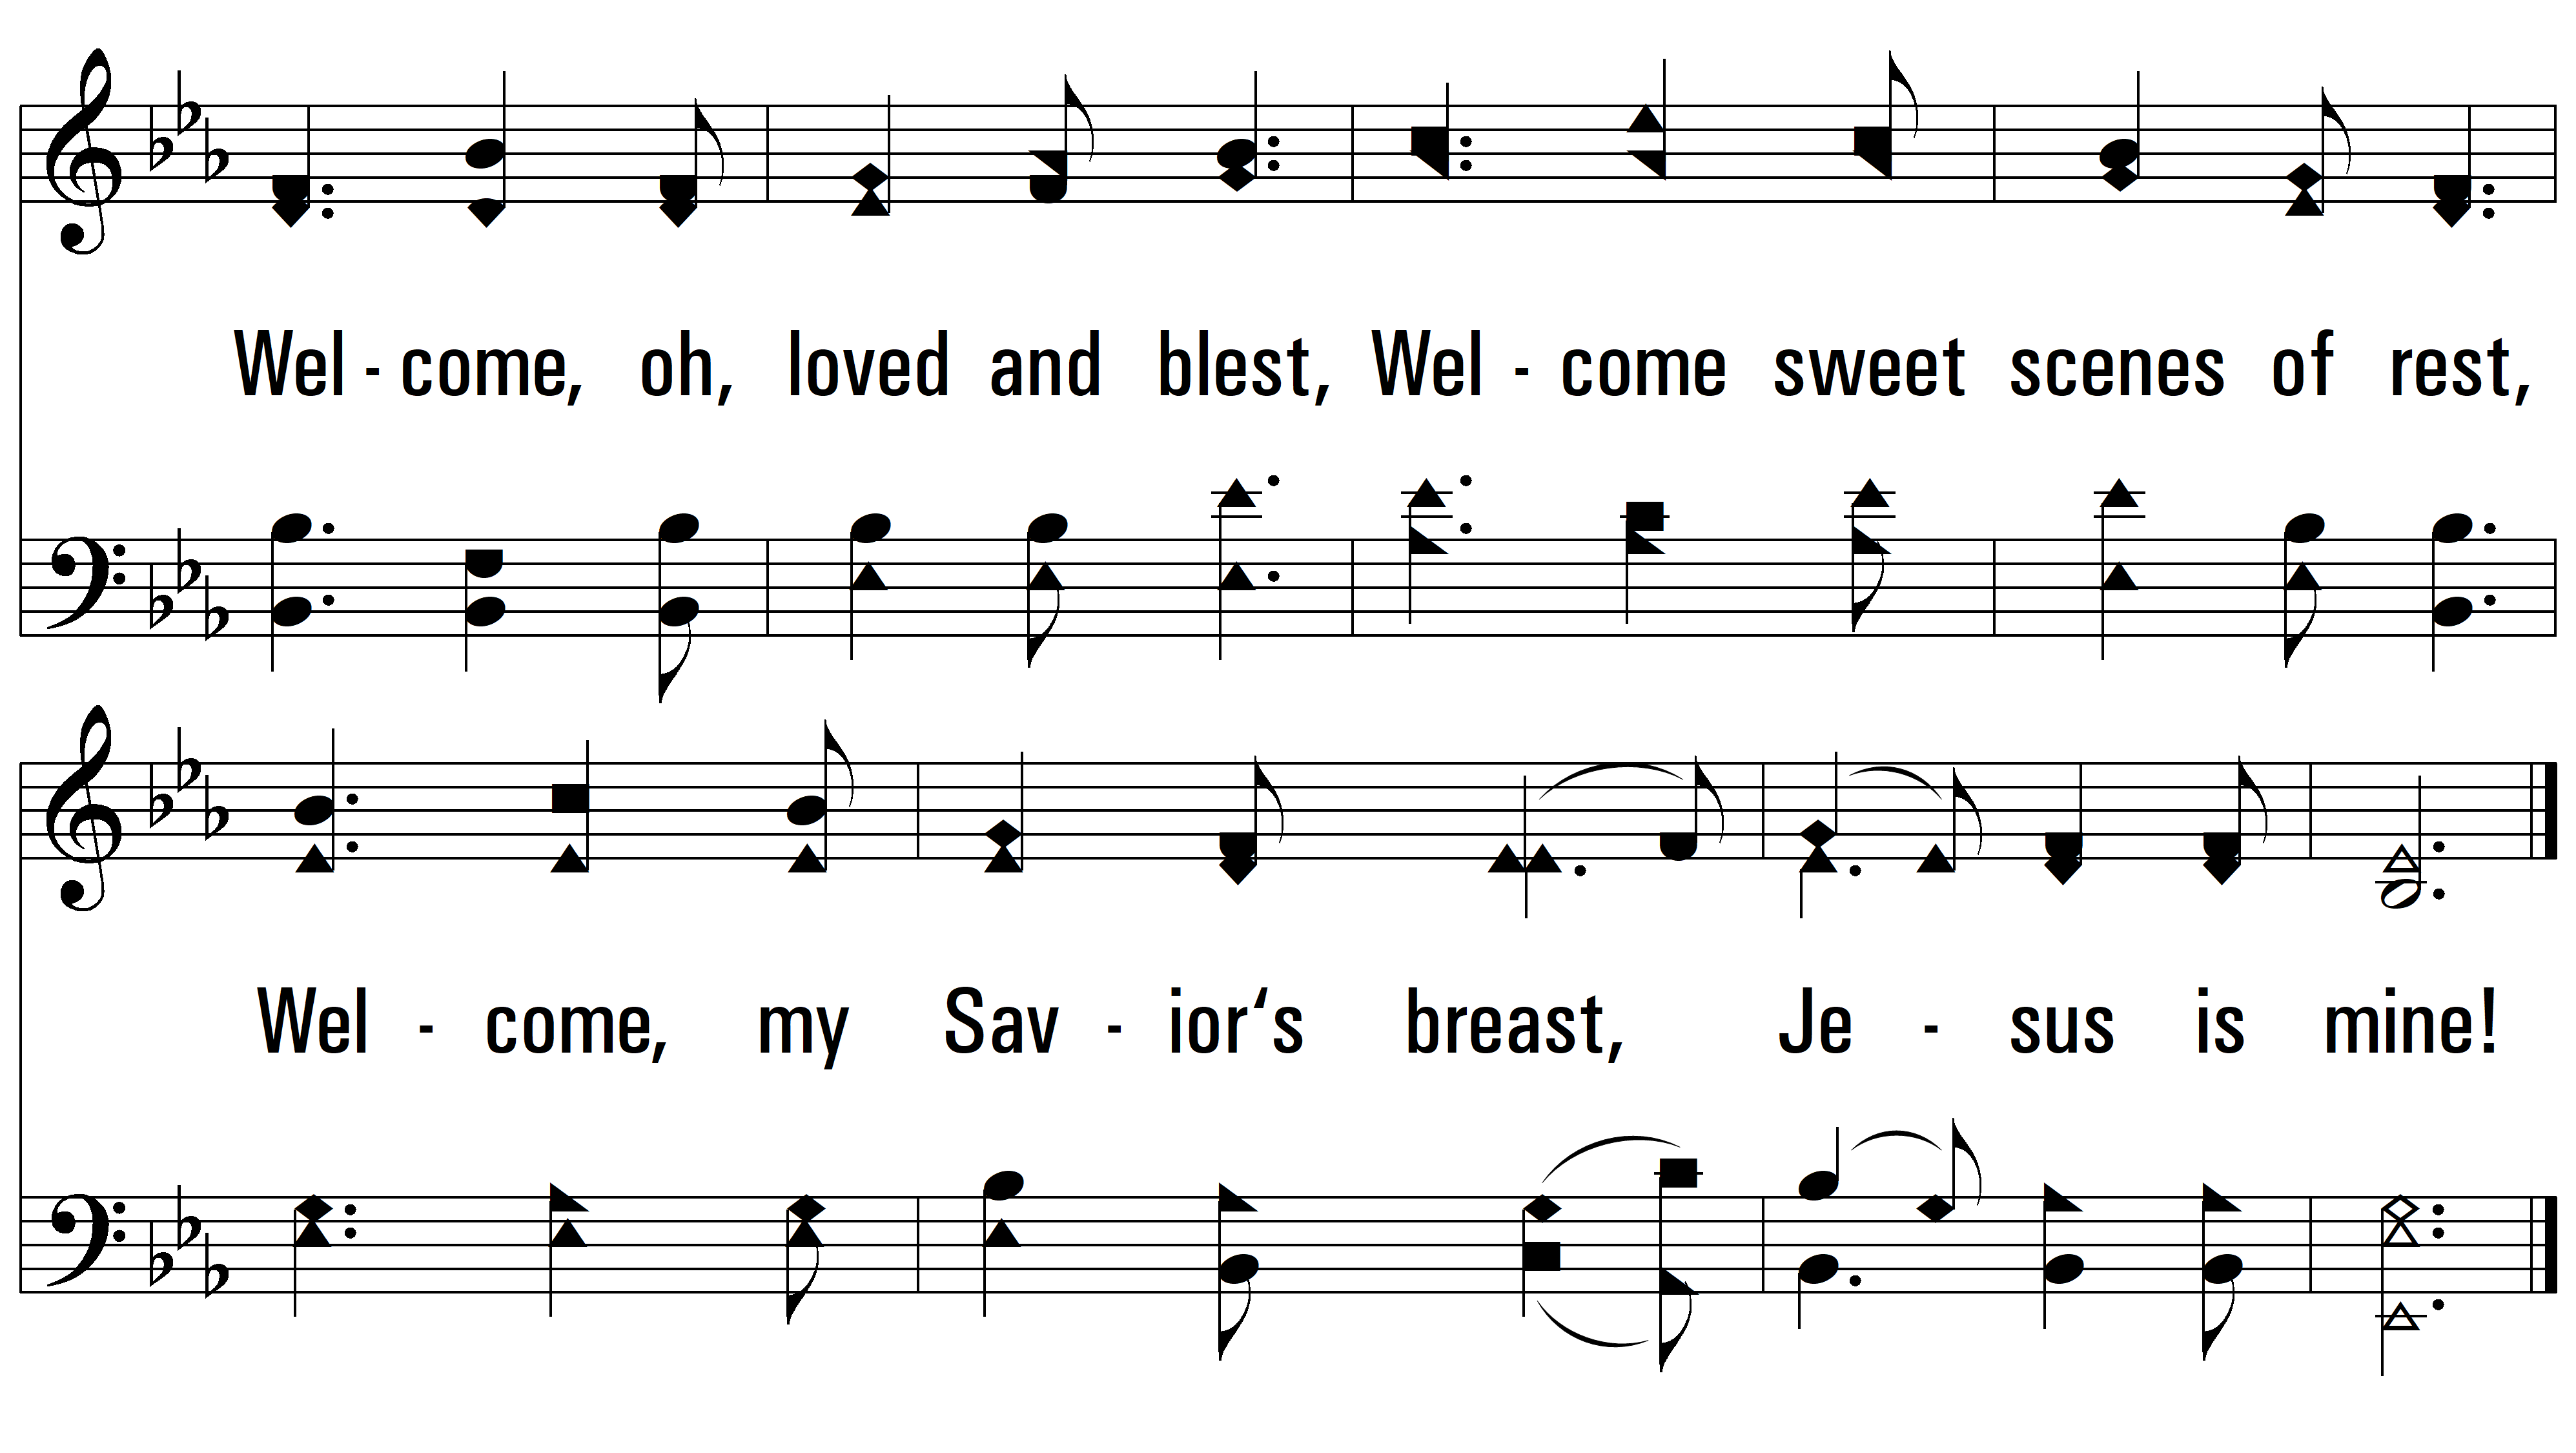 Wel - come, oh, loved and blest, Wel - come sweet scenes of rest,
Wel - come, my Sav - ior‘s breast, Je - sus is mine!